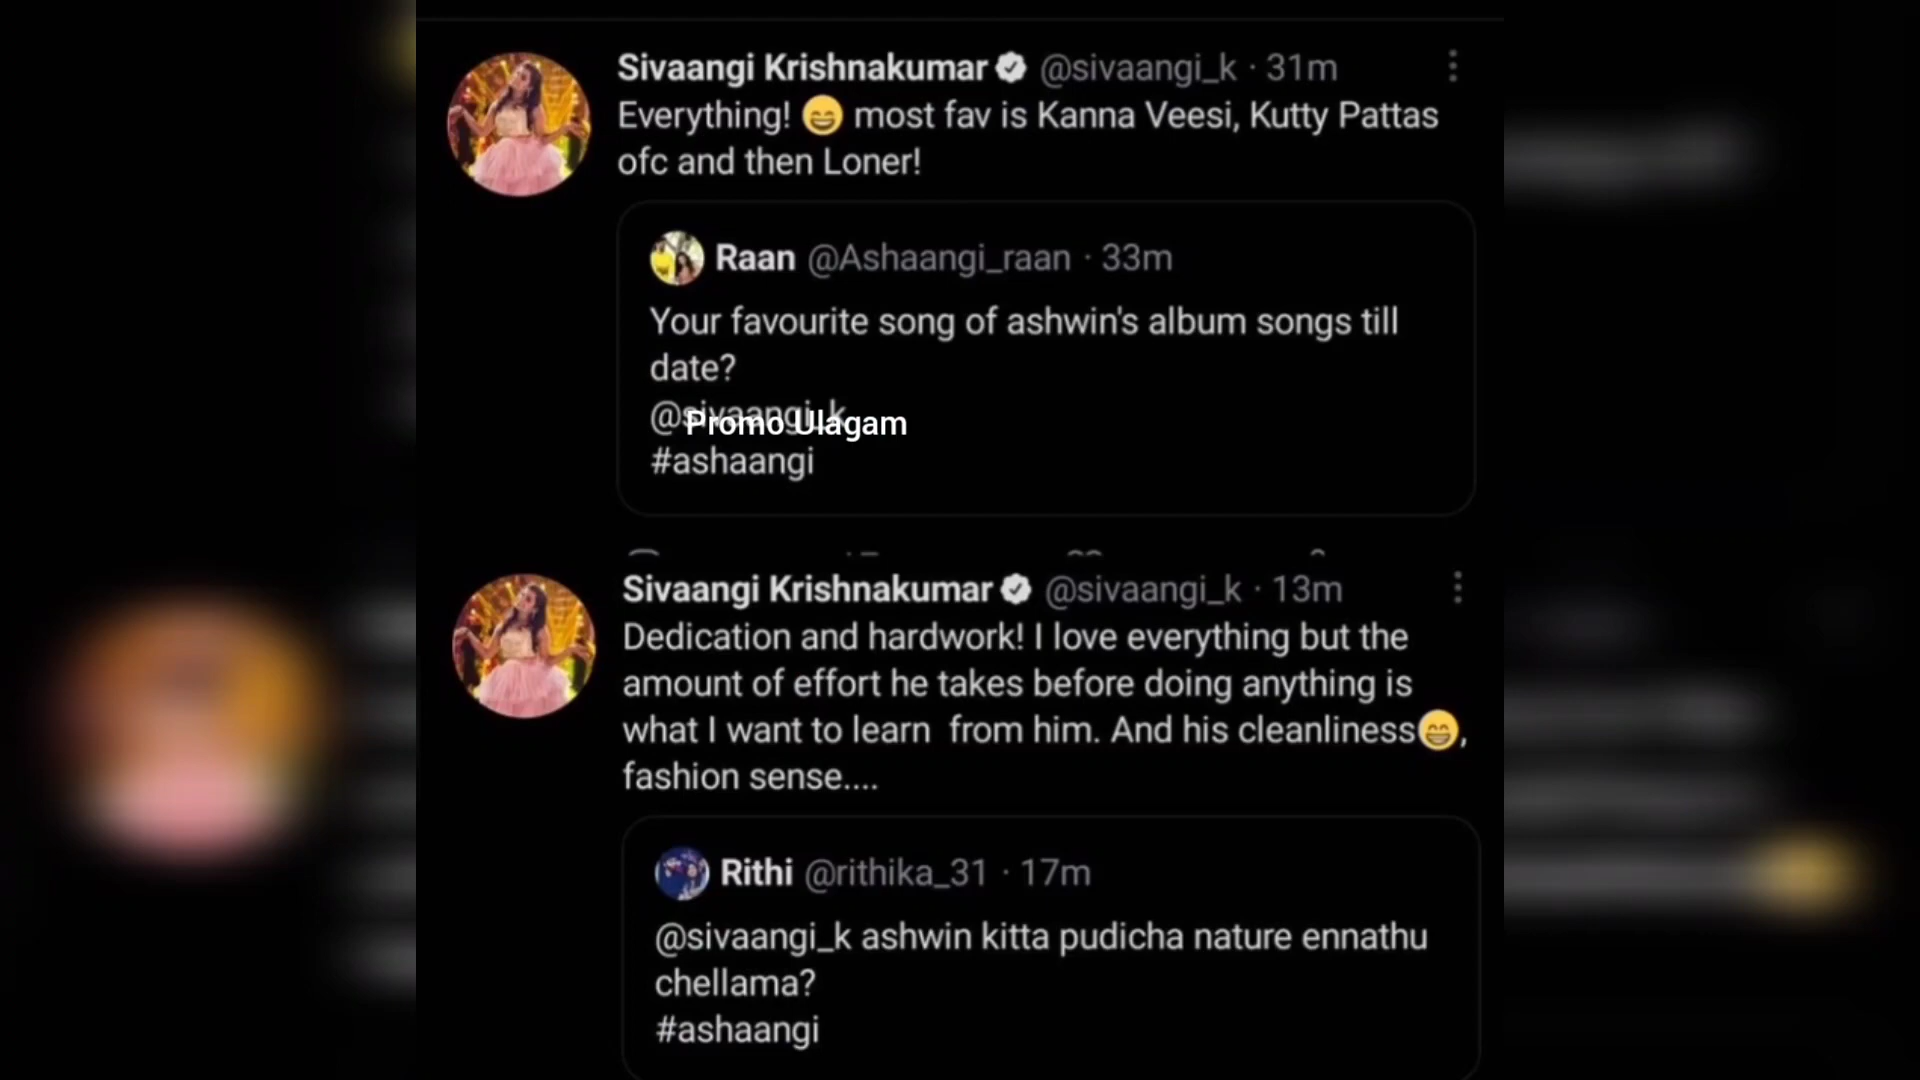 Sivaangi Krishnakumar @sivaangi_k · 31m
Everything! 😄 most fav is Kanna Veesi, Kutty Pattas
ofc and then Loner!
Raan @Ashaangi_raan · 33m
Your favourite song of ashwin's album songs till
date?
@sivaangi_k
Promo Ulagam
#ashaangi
Sivaangi Krishnakumar @sivaangi_k · 13m
Dedication and hardwork! I love everything but the
amount of effort he takes before doing anything is
what I want to learn  from him. And his cleanliness😄,
fashion sense....
Rithi @rithika_31 · 17m
@sivaangi_k ashwin kitta pudicha nature ennathu
chellama?
#ashaangi